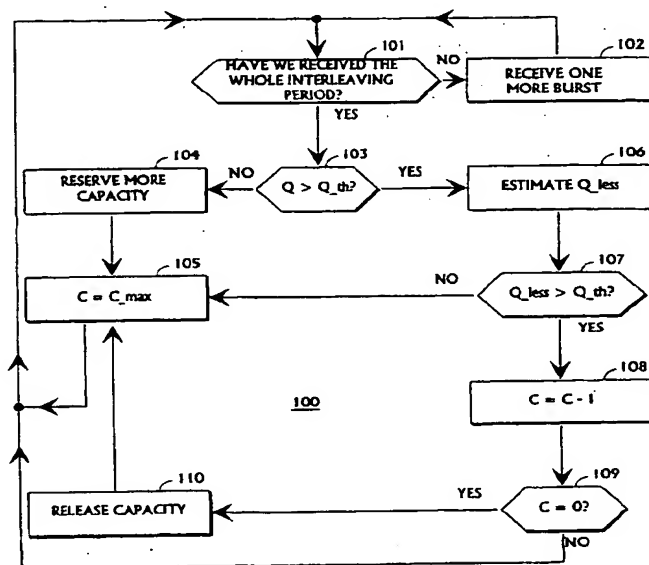 101
HAVE WE RECEIVED THE
WHOLE INTERLEAVING
PERIOD?
NO
102
RECEIVE ONE
MORE BURST
YES
104
RESERVE MORE
CAPACITY
NO
103
Q > Q_th?
YES
106
ESTIMATE Q_less
105
C = C_max
NO
107
Q_less > Q_th?
YES
108
C = C - 1
100
110
RELEASE CAPACITY
YES
109
C = 0?
NO